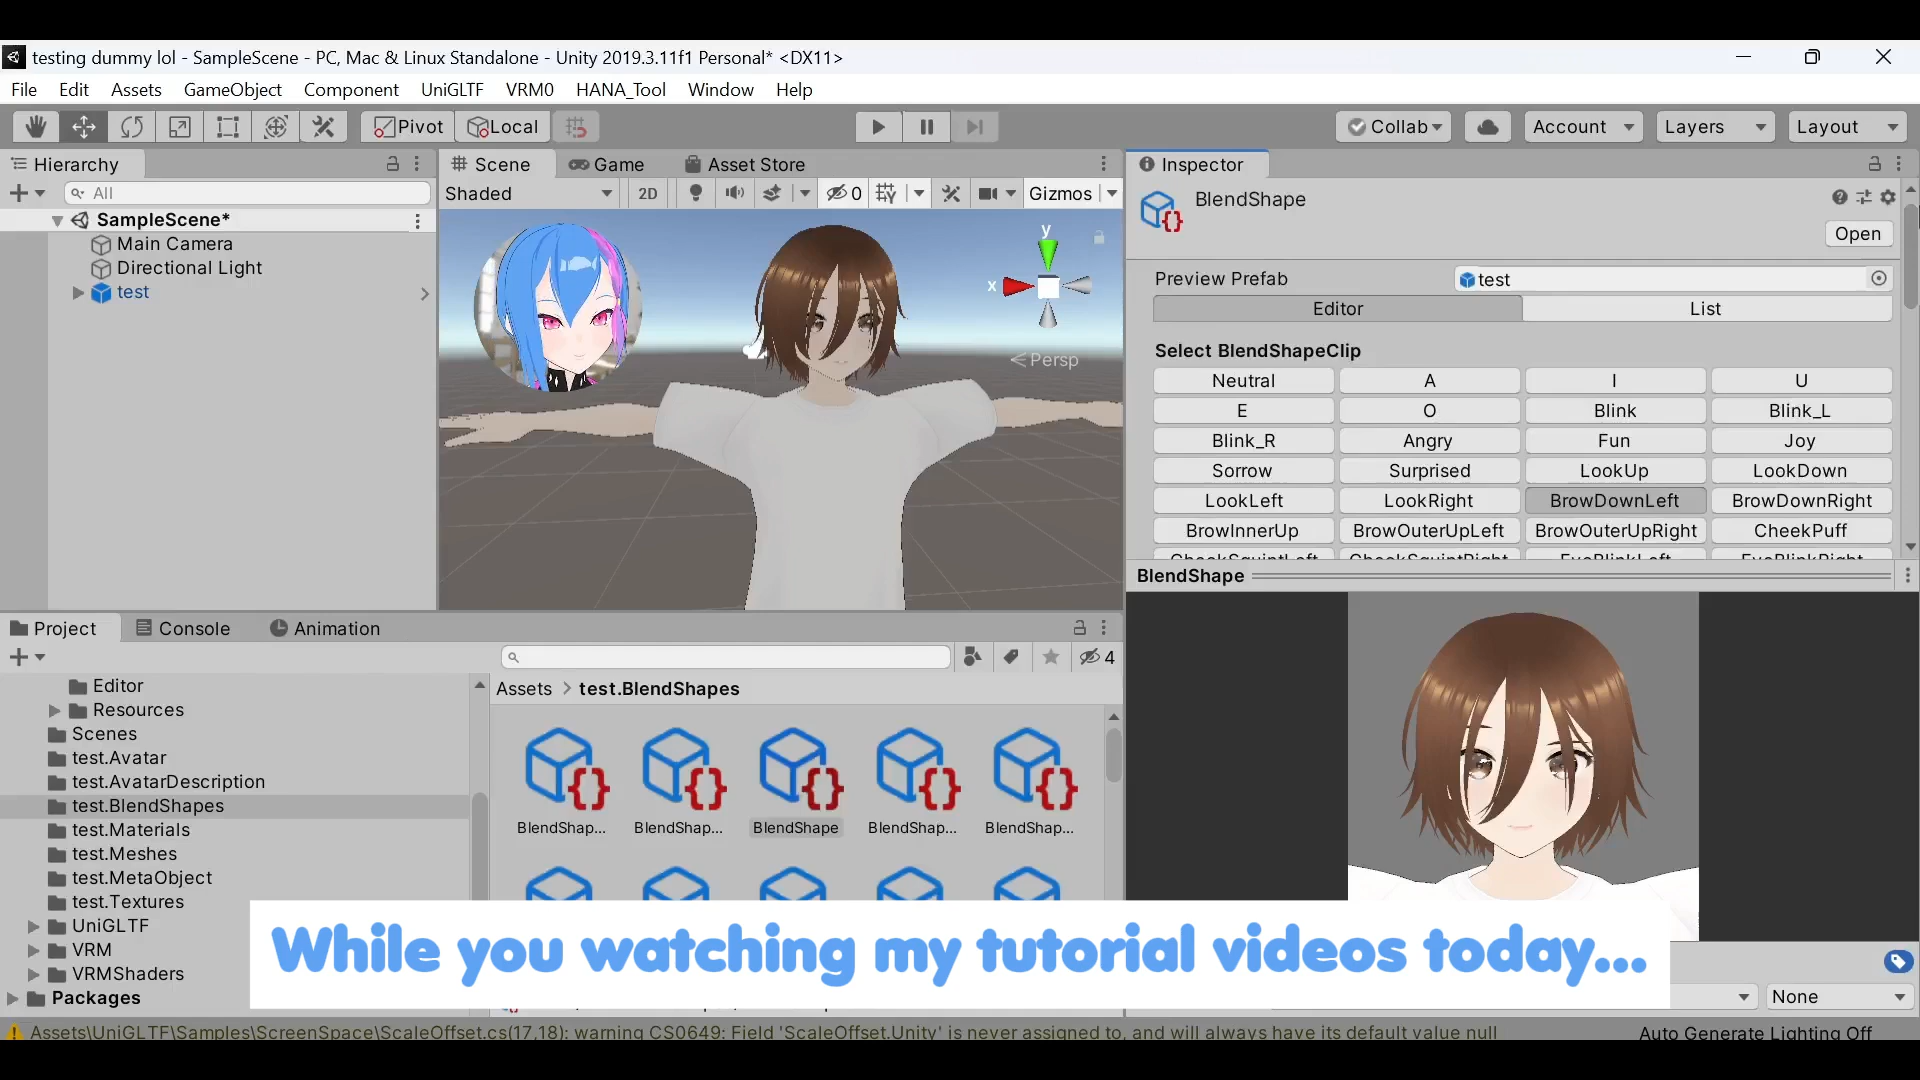 testing dummy lol - SampleScene - PC, Mac & Linux Standalone - Unity 2019.3.11f1 Personal* <DX11>
File Edit Assets GameObject Component UniGLTF VRM0 HANA_Tool Window Help
Pivot Local Collab Account Layers Layout
Hierarchy
All
SampleScene*
Main Camera
Directional Light
test
Scene Game Asset Store
Shaded 2D 0 Gizmos
y
x
Persp
Inspector
BlendShape
Open
Preview Prefab test
Editor List
Select BlendShapeClip
Neutral A I U
E O Blink Blink_L
Blink_R Angry Fun Joy
Sorrow Surprised LookUp LookDown
LookLeft LookRight BrowDownLeft BrowDownRight
BrowInnerUp BrowOuterUpLeft BrowOuterUpRight CheekPuff
CheekSquintLeft CheekSquintRight EyeBlinkLeft EyeBlinkRight
BlendShape
Project Console Animation
4
Editor
Resources
Scenes
test.Avatar
test.AvatarDescription
test.BlendShapes
test.Materials
test.Meshes
test.MetaObject
test.Textures
UniGLTF
VRM
VRMShaders
Packages
Assets > test.BlendShapes
BlendShap... BlendShap... BlendShape BlendShap... BlendShap...
While you watching my tutorial videos today...
None
Assets\UniGLTF\Samples\ScreenSpace\ScaleOffset.cs(17,18): warning CS0649: Field 'ScaleOffset.Unity' is never assigned to, and will always have its default value null
Auto Generate Lighting Off